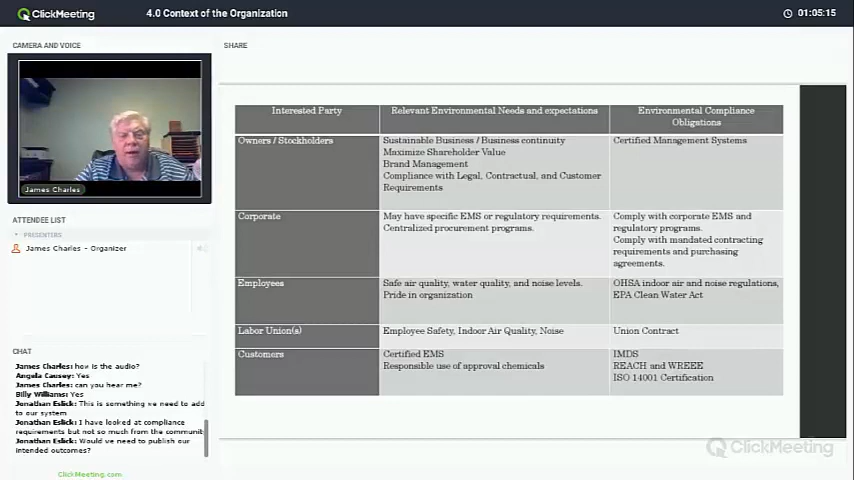 ClickMeeting
4.0 Context of the Organization
01:05:15
CAMERA AND VOICE
SHARE
James Charles
ATTENDEE LIST
PRESENTERS
James Charles - Organizer
CHAT
James Charles: how is the audio?
Angela Causey: Yes
James Charles: can you hear me?
Billy Williams: Yes
Jonathan Eslick: This is something we need to add
to our system
Jonathan Eslick: I have looked at compliance
requirements but not so much from the communit
Jonathan Eslick: Would we need to publish our
intended outcomes?
ClickMeeting.com
Interested Party
Relevant Environmental Needs and expectations
Environmental Compliance
Obligations
Owners / Stockholders
Sustainable Business / Business continuity
Maximize Shareholder Value
Brand Management
Compliance with Legal, Contractual, and Customer
Requirements
Certified Management Systems
Corporate
May have specific EMS or regulatory requirements.
Centralized procurement programs.
Comply with corporate EMS and
regulatory programs.
Comply with mandated contracting
requirements and purchasing
agreements.
Employees
Safe air quality, water quality, and noise levels.
Pride in organization
OHSA indoor air and noise regulations,
EPA Clean Water Act
Labor Union(s)
Employee Safety, Indoor Air Quality, Noise
Union Contract
Customers
Certified EMS
Responsible use of approval chemicals
IMDS
REACH and WREEE
ISO 14001 Certification
ClickMeeting